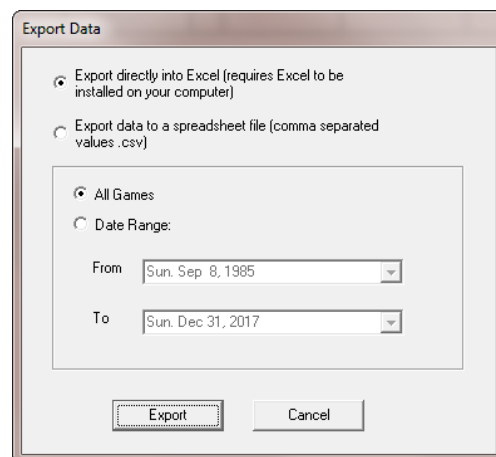 Export Data
Export directly into Excel (requires Excel to be
installed on your computer)
Export data to a spreadsheet file (comma separated
values .csv)
All Games
Date Range:
From
Sun. Sep 8, 1985
To
Sun. Dec 31, 2017
Export
Cancel